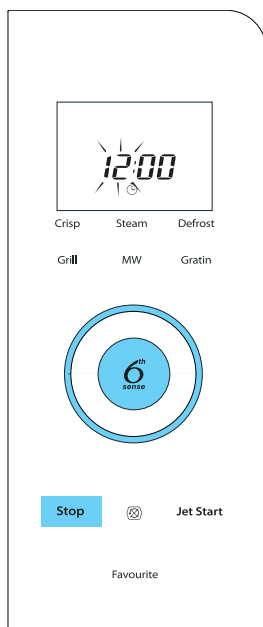 12:00
Crisp Steam Defrost
Grill MW Gratin
6th
sense
Stop Jet Start
Favourite